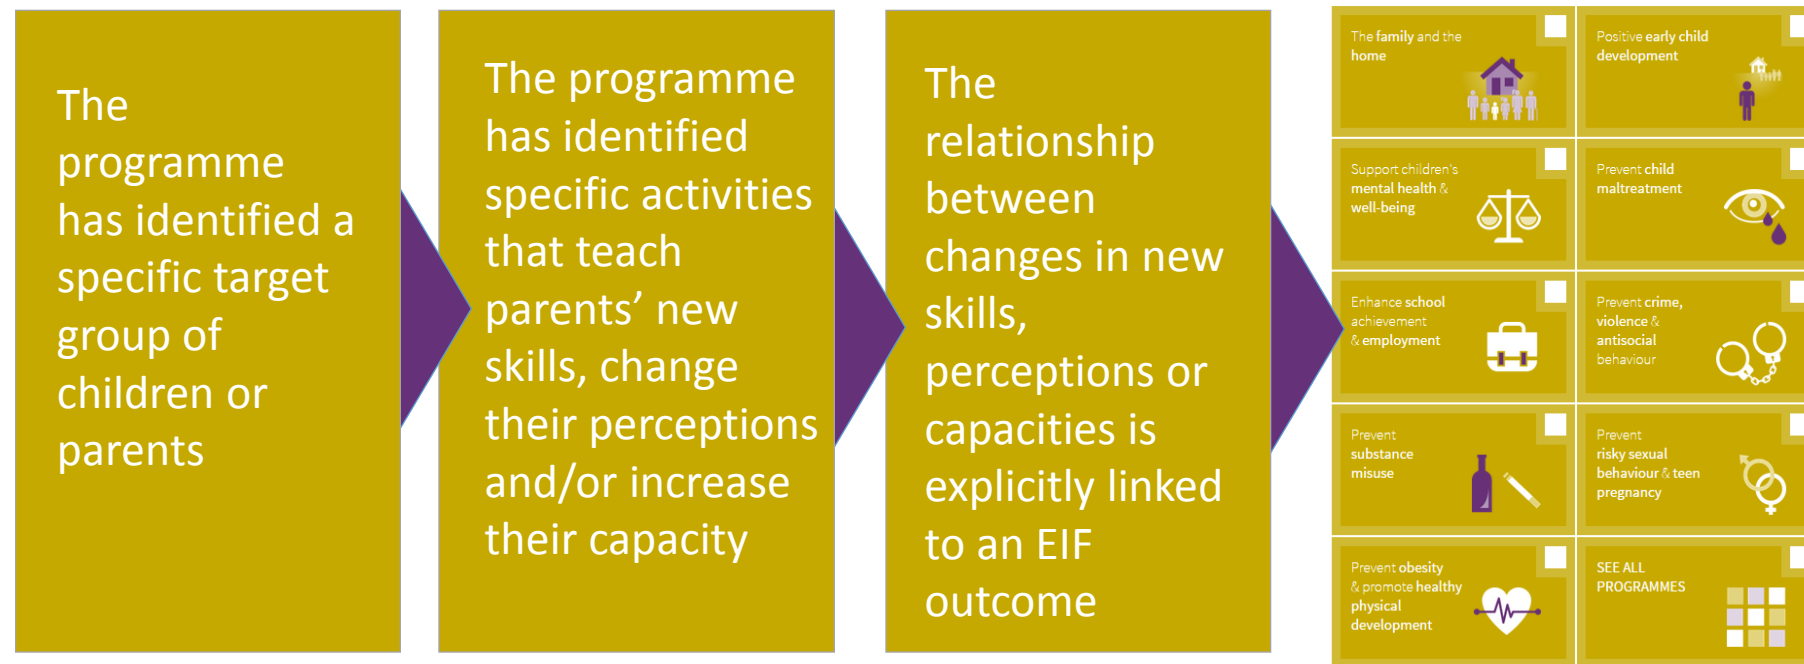 The
programme
has identified a
specific target
group of
children or
parents
The programme
has identified
specific activities
that teach
parents’ new
skills, change
their perceptions
and/or increase
their capacity
The
relationship
between
changes in new
skills,
perceptions or
capacities is
explicitly linked
to an EIF
outcome
The family and the
home
Positive early child
development
Support children's
mental health &
well-being
Prevent child
maltreatment
Enhance school
achievement
& employment
Prevent crime,
violence &
antisocial
behaviour
Prevent
substance
misuse
Prevent
risky sexual
behaviour & teen
pregnancy
Prevent obesity
& promote healthy
physical
development
SEE ALL
PROGRAMMES